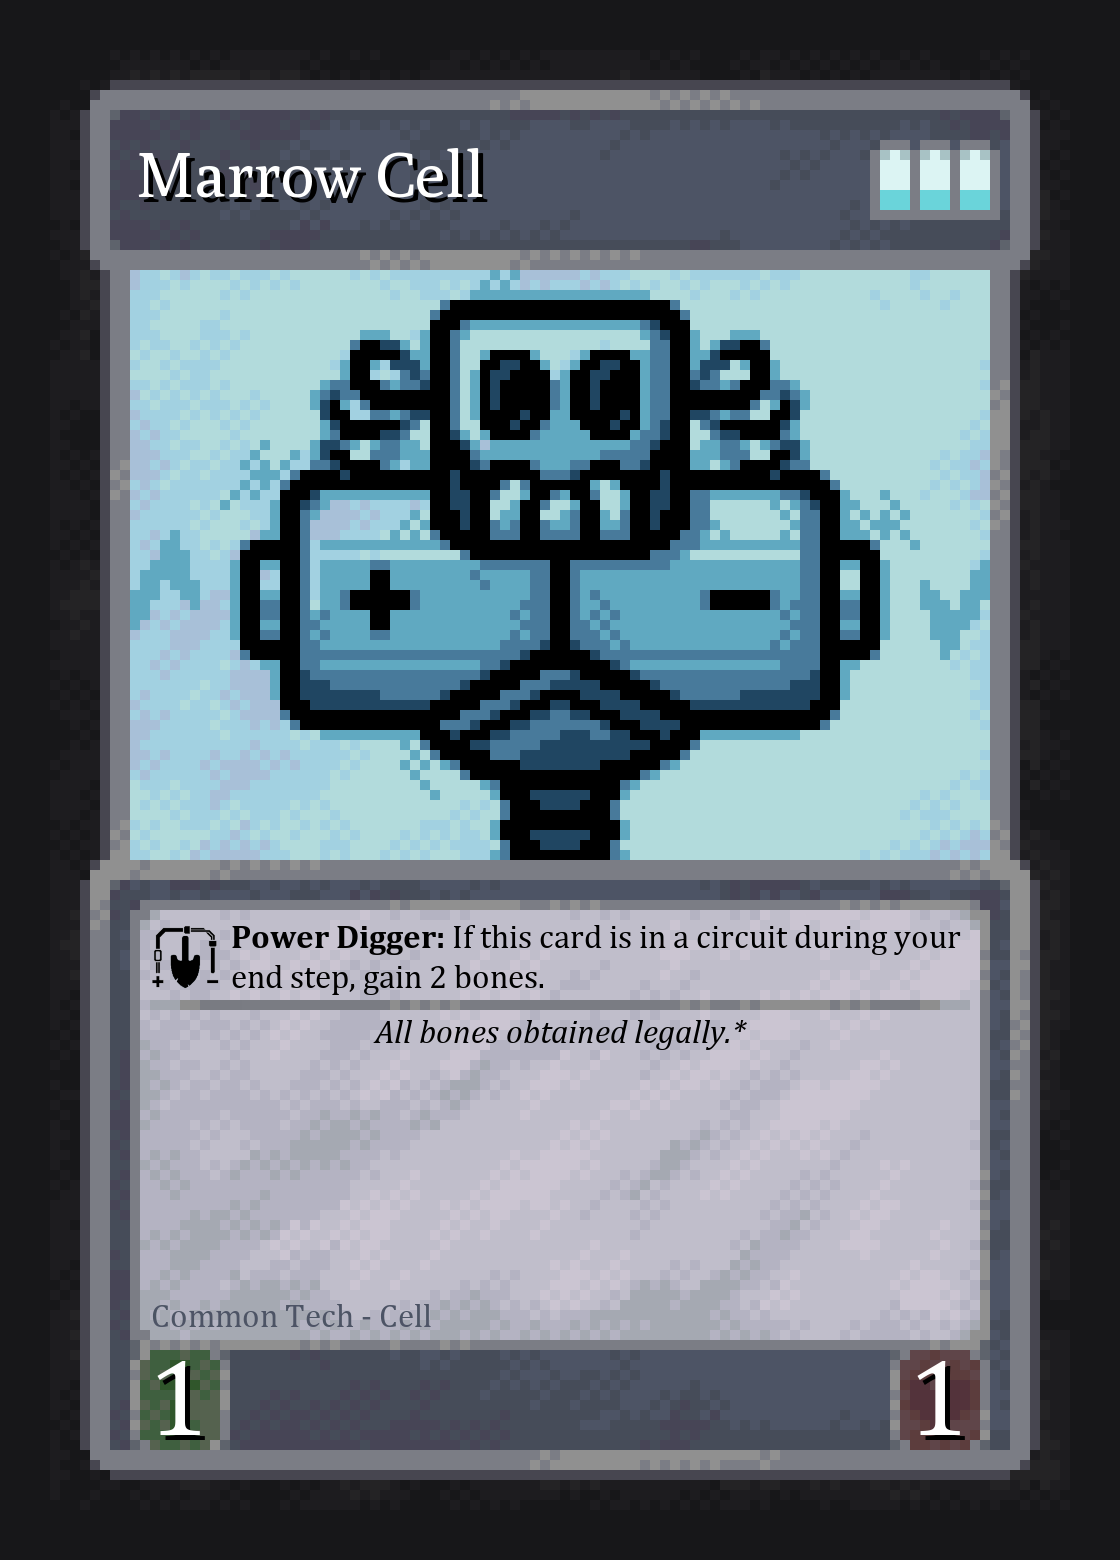 Marrow Cell
+ -
Power Digger: If this card is in a circuit during your
end step, gain 2 bones.
All bones obtained legally.*
Common Tech - Cell
1 1